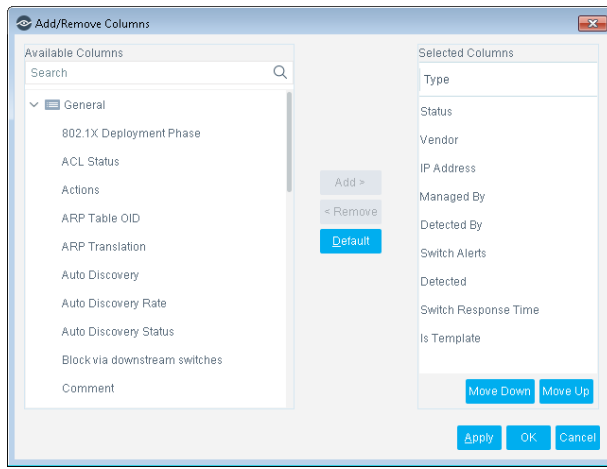 Add/Remove Columns
Available Columns
Search
General
802.1X Deployment Phase
ACL Status
Actions
ARP Table OID
ARP Translation
Auto Discovery
Auto Discovery Rate
Auto Discovery Status
Block via downstream switches
Comment
Add >
< Remove
Default
Selected Columns
Type
Status
Vendor
IP Address
Managed By
Detected By
Switch Alerts
Detected
Switch Response Time
Is Template
Move Down Move Up
Apply OK Cancel